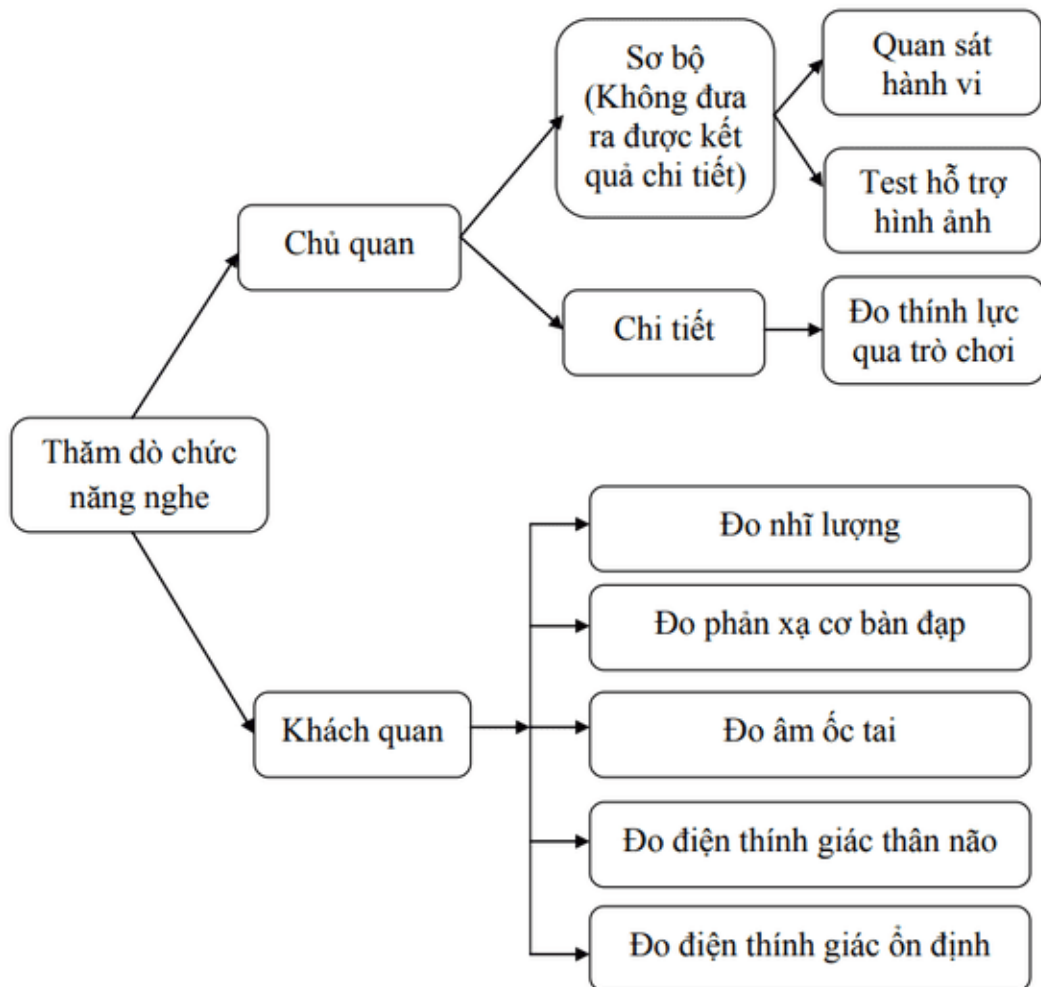 Sơ bộ
(Không đưa
ra được kết
quả chi tiết)
Quan sát
hành vi
Test hỗ trợ
hình ảnh
Chủ quan
Chi tiết
Đo thính lực
qua trò chơi
Thăm dò chức
năng nghe
Đo nhĩ lượng
Đo phản xạ cơ bàn đạp
Khách quan
Đo âm ốc tai
Đo điện thính giác thân não
Đo điện thính giác ổn định